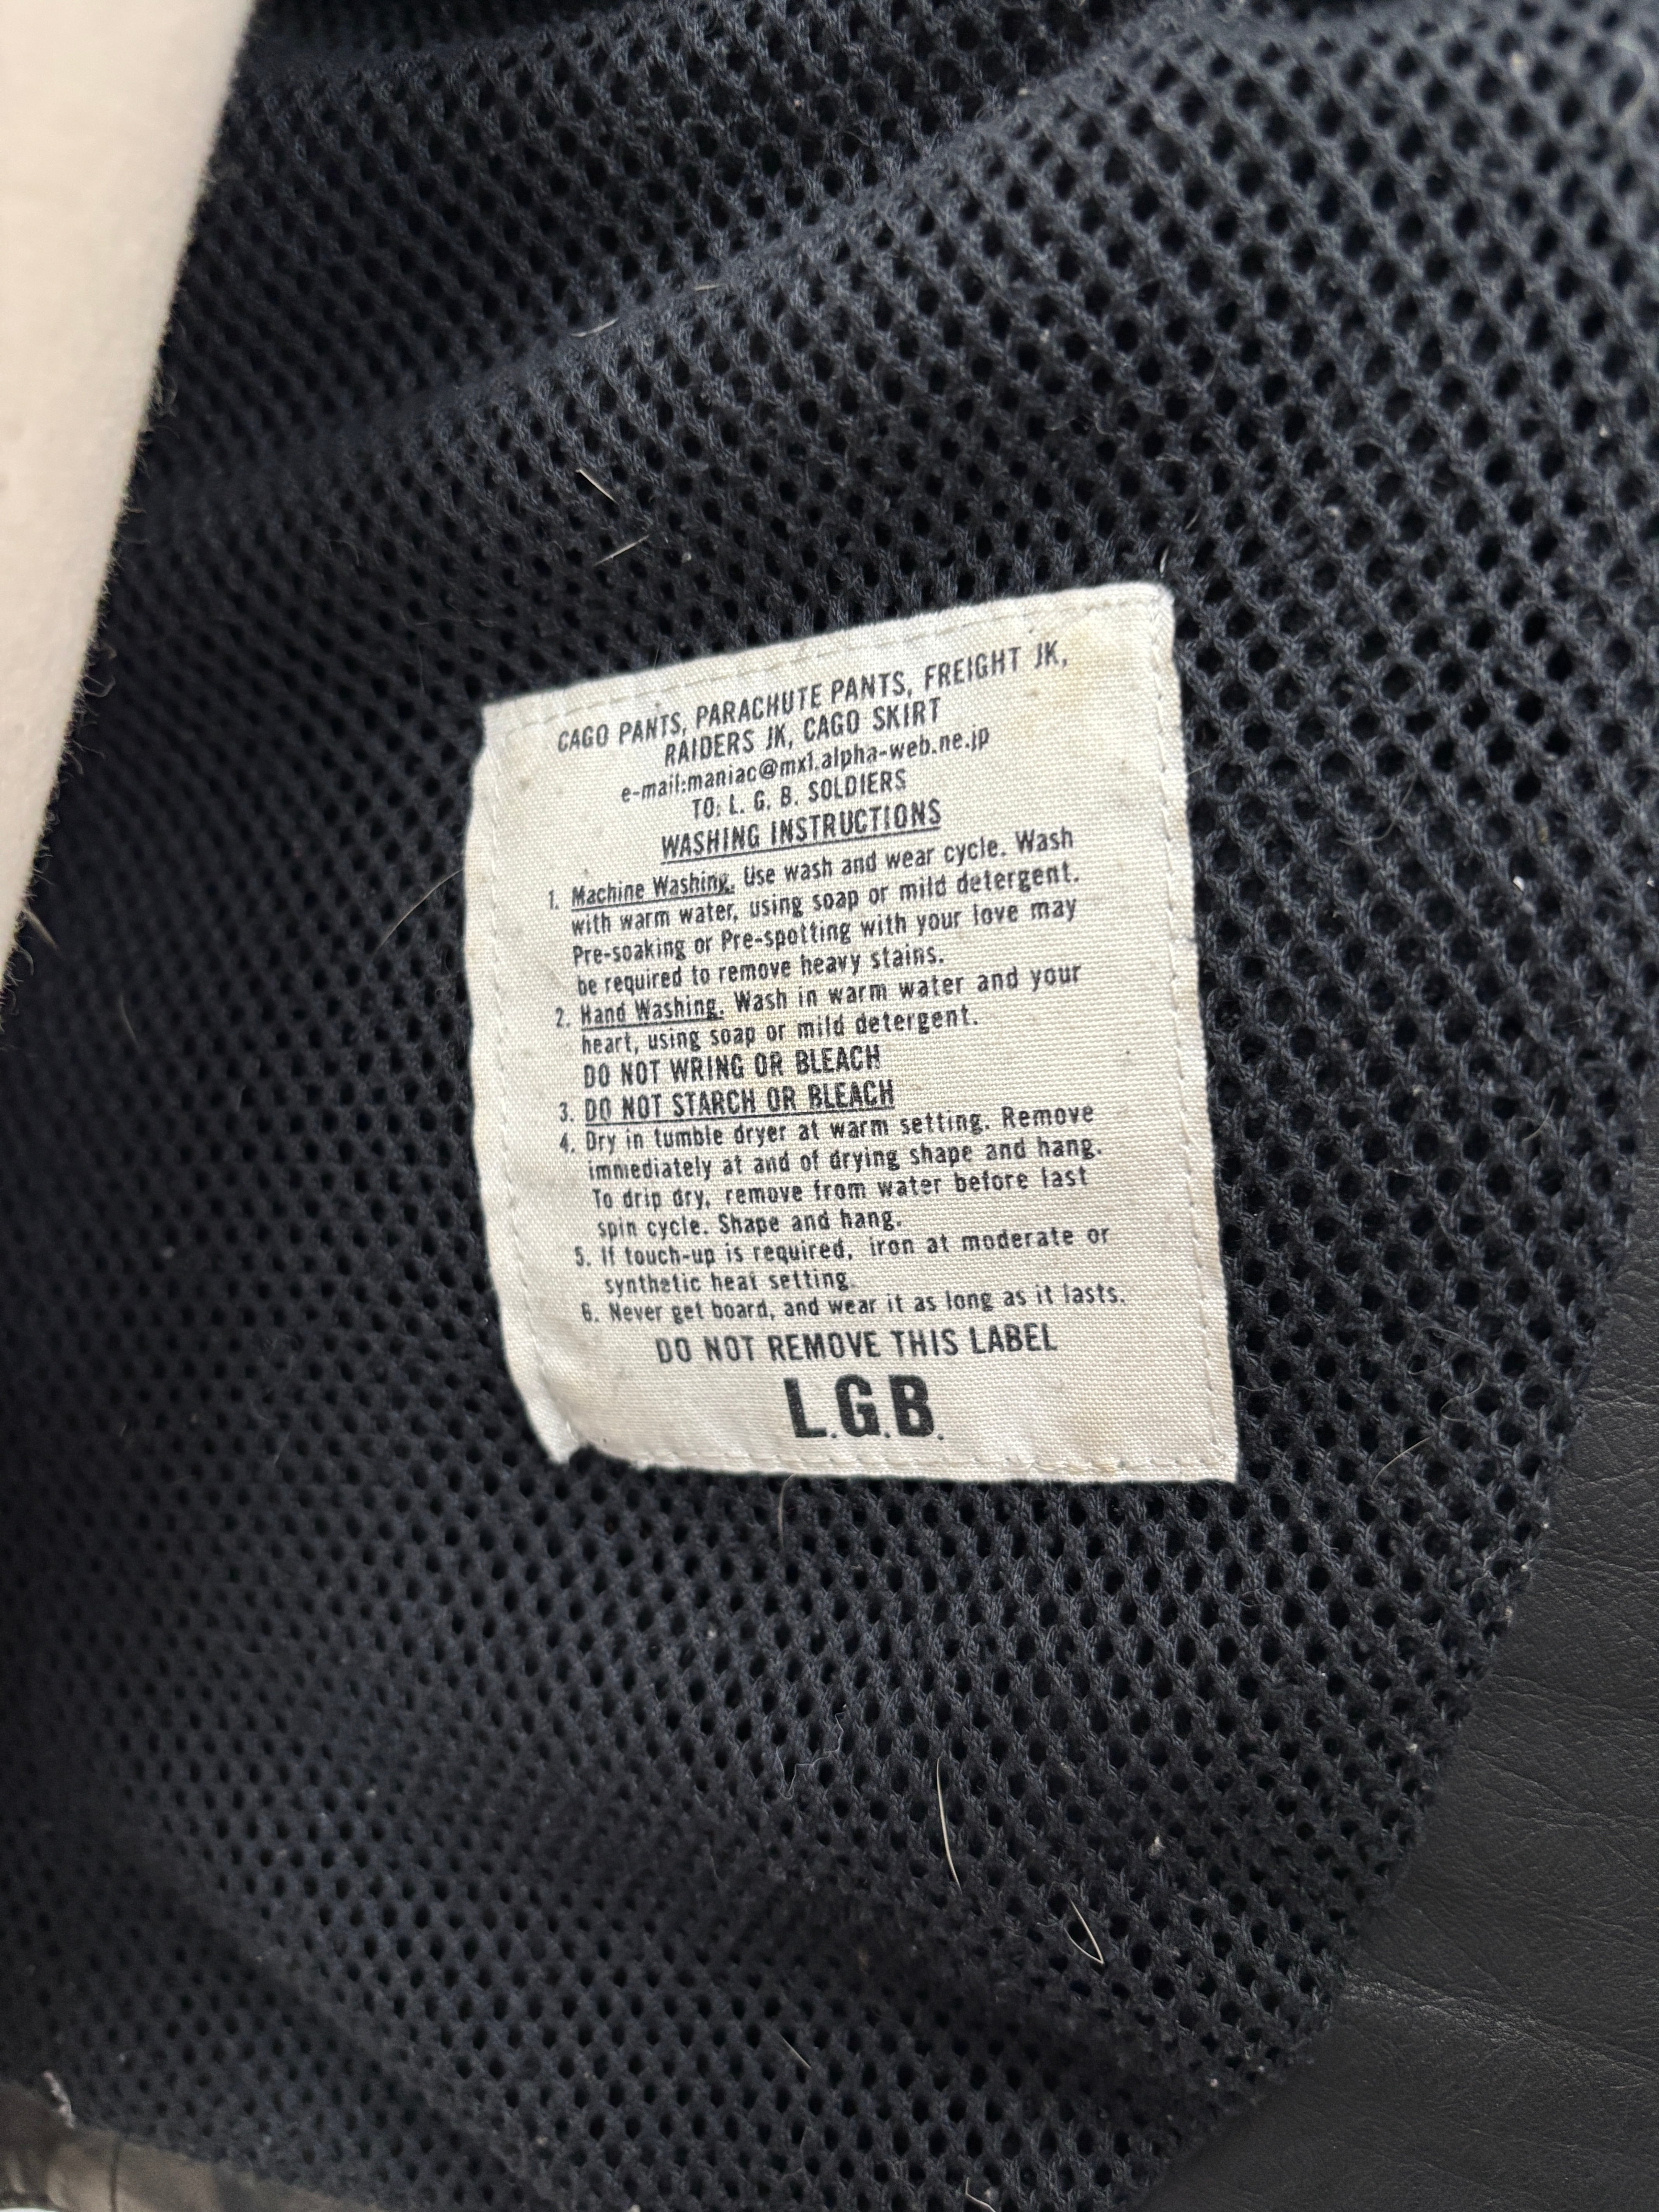 CAGO PANTS, PARACHUTE PANTS, FREIGHT JK,
RAIDERS JK, CAGO SKIRT
e-mail:maniac@mx1.alpha-web.ne.jp
TO: L. G. B. SOLDIERS
WASHING INSTRUCTIONS
1. Machine Washing. Use wash and wear cycle. Wash
with warm water, using soap or mild detergent.
Pre-soaking or Pre-spotting with your love may
be required to remove heavy stains.
2. Hand Washing. Wash in warm water and your
heart, using soap or mild detergent.
DO NOT WRING OR BLEACH
3. DO NOT STARCH OR BLEACH
4. Dry in tumble dryer at warm setting. Remove
immediately at and of drying shape and hang.
To drip dry, remove from water before last
spin cycle. Shape and hang.
5. If touch-up is required, iron at moderate or
synthetic heat setting.
6. Never get board, and wear it as long as it lasts.
DO NOT REMOVE THIS LABEL
L.G.B.